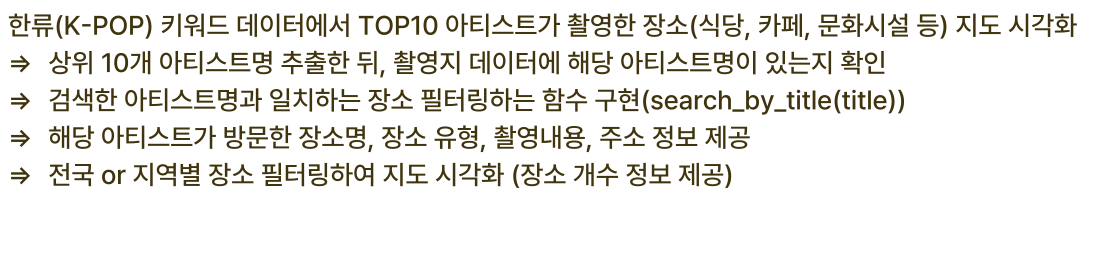 한류(K-POP) 키워드 데이터에서 TOP10 아티스트가 촬영한 장소(식당, 카페, 문화시설 등) 지도 시각화
⇒ 상위 10개 아티스트명 추출한 뒤, 촬영지 데이터에 해당 아티스트명이 있는지 확인
⇒ 검색한 아티스트명과 일치하는 장소 필터링하는 함수 구현(search_by_title(title))
⇒ 해당 아티스트가 방문한 장소명, 장소 유형, 촬영내용, 주소 정보 제공
⇒ 전국 or 지역별 장소 필터링하여 지도 시각화 (장소 개수 정보 제공)